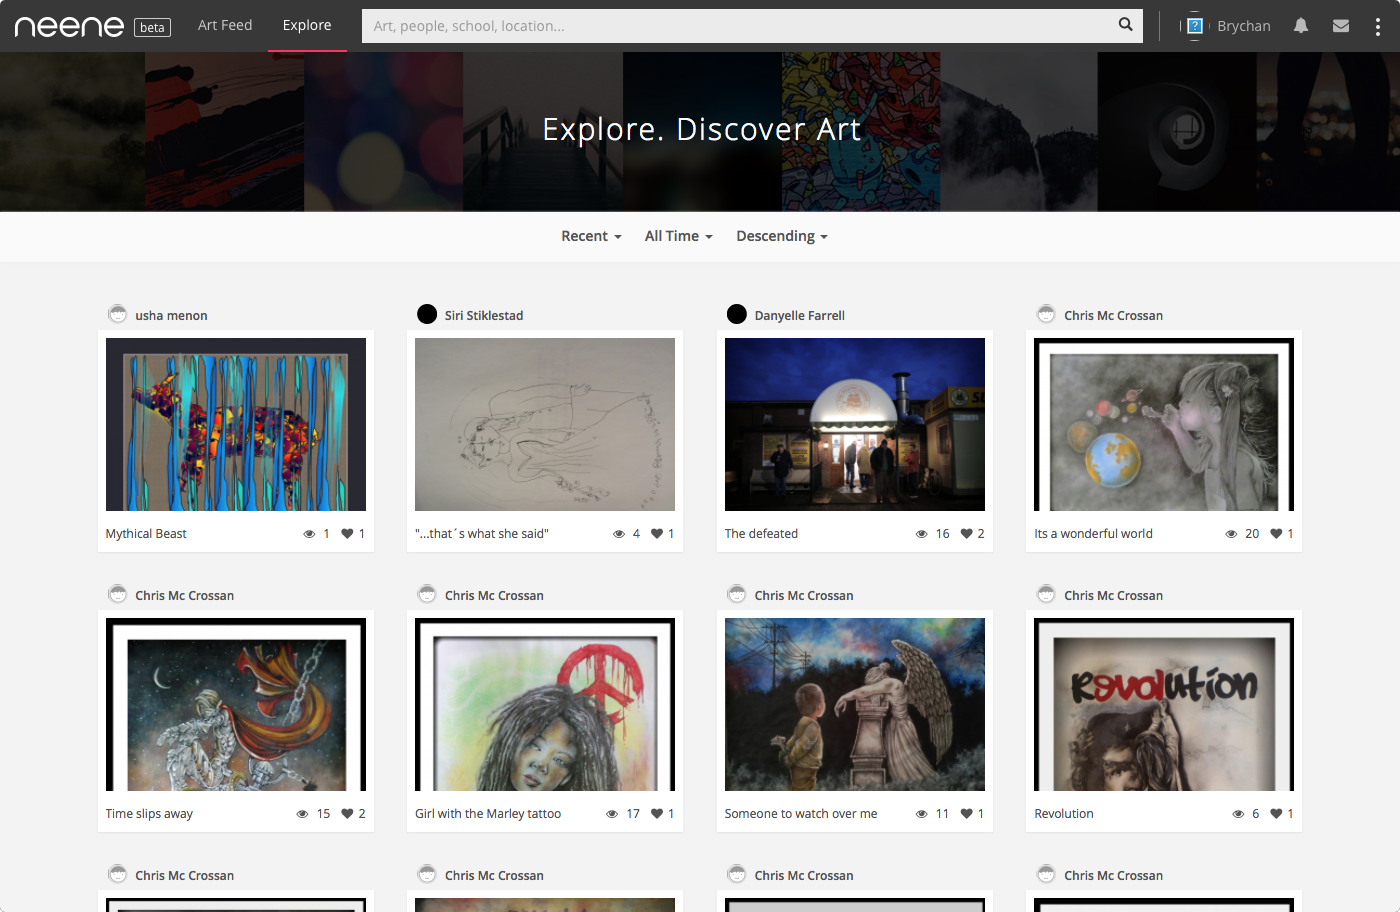 neene beta Art Feed Explore Art, people, school, location... Brychan
Explore. Discover Art
Recent All Time Descending
usha menon Siri Stiklestad Danyelle Farrell Chris Mc Crossan
Mythical Beast 1 1 "...that´s what she said" 4 1 The defeated 16 2 Its a wonderful world 20 1
Chris Mc Crossan Chris Mc Crossan Chris Mc Crossan Chris Mc Crossan
Revolution
Time slips away 15 2 Girl with the Marley tattoo 17 1 Someone to watch over me 11 1 Revolution 6 1
Chris Mc Crossan Chris Mc Crossan Chris Mc Crossan Chris Mc Crossan